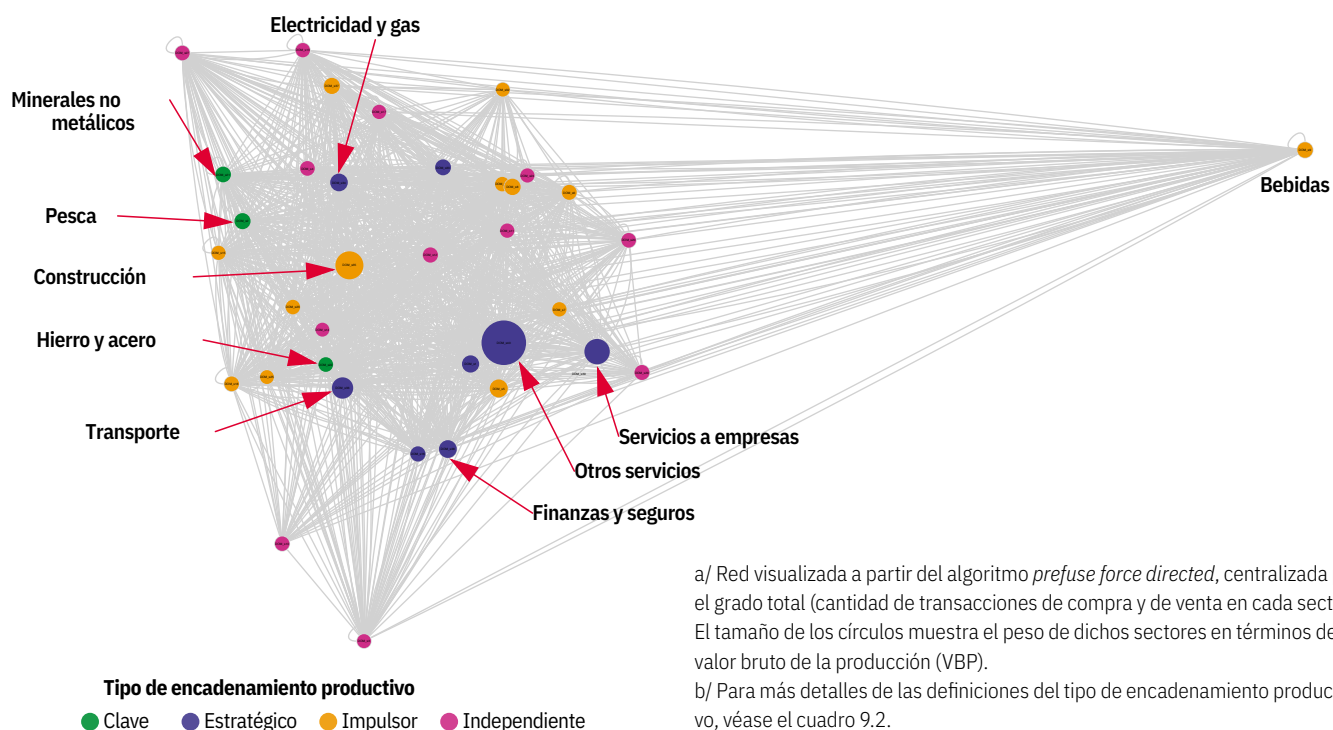 Electricidad y gas
Minerales no
metálicos
Pesca
Construcción
Hierro y acero
Transporte
Bebidas
Servicios a empresas
Otros servicios
Finanzas y seguros
a/ Red visualizada a partir del algoritmo prefuse force directed, centralizada
el grado total (cantidad de transacciones de compra y de venta en cada sect
El tamaño de los círculos muestra el peso de dichos sectores en términos de
valor bruto de la producción (VBP).
b/ Para más detalles de las definiciones del tipo de encadenamiento produc-
vo, véase el cuadro 9.2.
Tipo de encadenamiento productivo
Clave Estratégico Impulsor Independiente